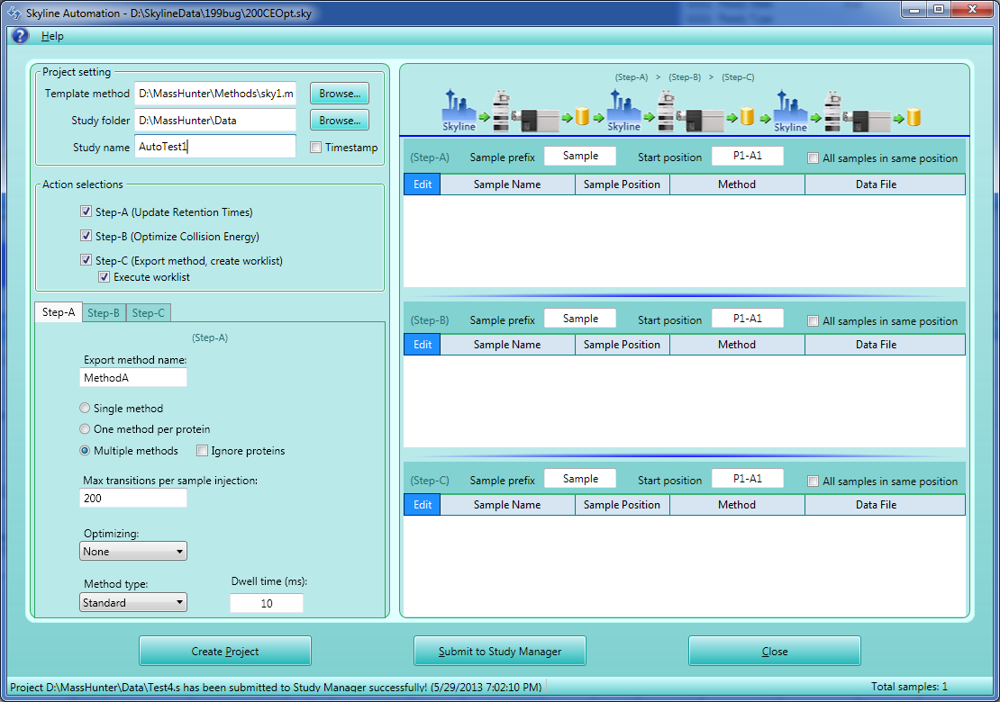 Skyline Automation - D:\SkylineData\199bug\200CEOpt.sky
? Help
Project setting
Template method D:\MassHunter\Methods\sky1.m Browse...
Study folder D:\MassHunter\Data Browse...
Study name AutoTest1 Timestamp
Action selections
Step-A (Update Retention Times)
Step-B (Optimize Collision Energy)
Step-C (Export method, create worklist)
Execute worklist
Step-A Step-B Step-C
(Step-A)
Export method name:
MethodA
Single method
One method per protein
Multiple methods Ignore proteins
Max transitions per sample injection:
200
Optimizing:
None
Method type: Dwell time (ms):
Standard 10
(Step-A) > (Step-B) > (Step-C)
Skyline Skyline Skyline
(Step-A) Sample prefix Sample Start position P1-A1 All samples in same position
Edit Sample Name Sample Position Method Data File
(Step-B) Sample prefix Sample Start position P1-A1 All samples in same position
Edit Sample Name Sample Position Method Data File
(Step-C) Sample prefix Sample Start position P1-A1 All samples in same position
Edit Sample Name Sample Position Method Data File
Create Project Submit to Study Manager Close
Project D:\MassHunter\Data\Test4.s has been submitted to Study Manager successfully! (5/29/2013 7:02:10 PM) Total samples: 1